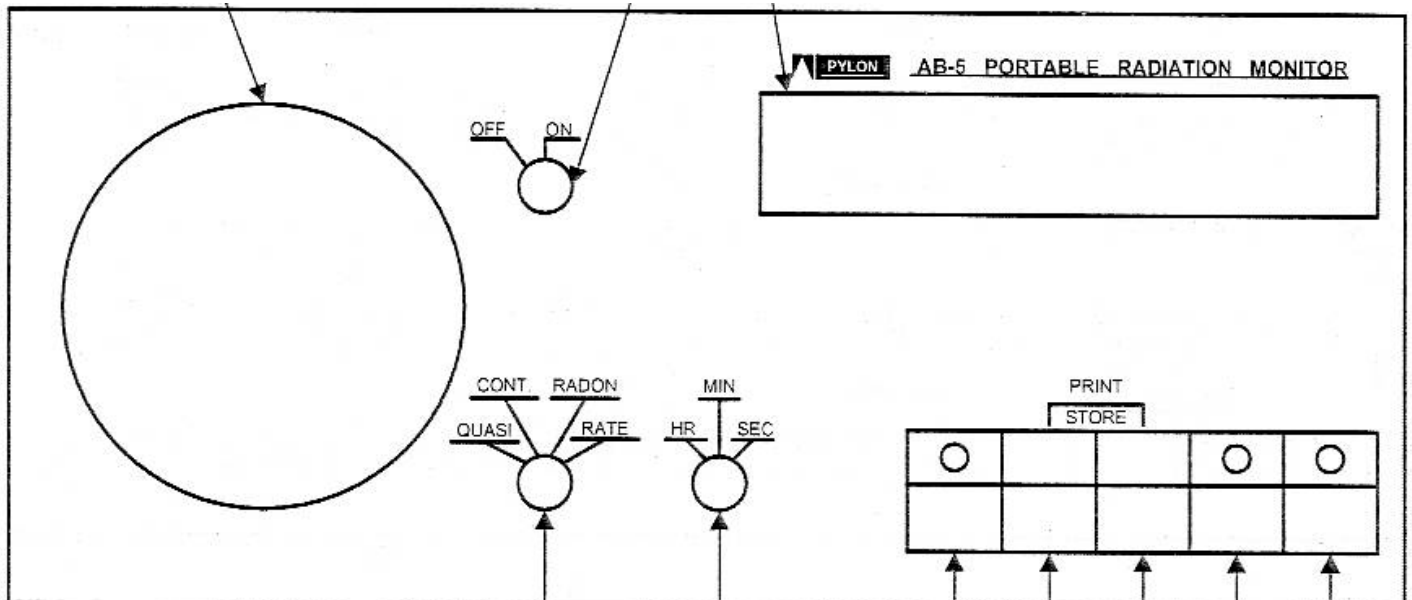 PYLON AB-5 PORTABLE RADIATION MONITOR
OFF ON
CONT. RADON
QUASI RATE
MIN
HR SEC
PRINT
STORE